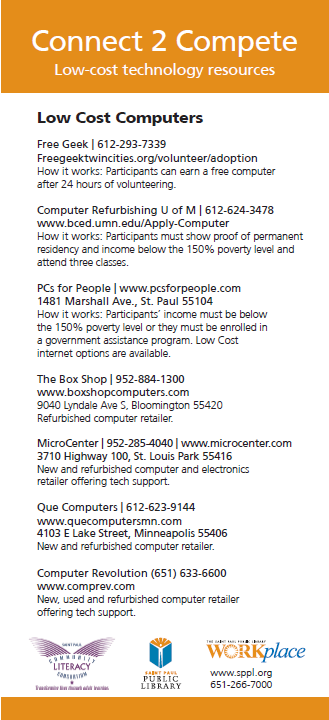 Connect 2 Compete
Low-cost technology resources
Low Cost Computers
Free Geek | 612-293-7339
Freegeektwincities.org/volunteer/adoption
How it works: Participants can earn a free computer
after 24 hours of volunteering.
Computer Refurbishing U of M | 612-624-3478
www.bced.umn.edu/Apply-Computer
How it works: Participants must show proof of permanent
residency and income below the 150% poverty level and
attend three classes.
PCs for People | www.pcsforpeople.com
1481 Marshall Ave., St. Paul 55104
How it works: Participants' income must be below
the 150% poverty level or they must be enrolled in
a government assistance program. Low Cost
internet options are available.
The Box Shop | 952-884-1300
www.boxshopcomputers.com
9040 Lyndale Ave S, Bloomington 55420
Refurbished computer retailer.
MicroCenter | 952-285-4040 | www.microcenter.com
3710 Highway 100, St. Louis Park 55416
New and refurbished computer and electronics
retailer offering tech support.
Que Computers | 612-623-9144
www.quecomputersmn.com
4103 E Lake Street, Minneapolis 55406
New and refurbished computer retailer.
Computer Revolution (651) 633-6600
www.comprev.com
New, used and refurbished computer retailer
offering tech support.
SAINT PAUL
COMMUNITY
LITERACY
CONSORTIUM
Transforming lives through adult learning.
SAINT PAUL
PUBLIC
LIBRARY
THE SAINT PAUL PUBLIC LIBRARY
WORKplace
www.sppl.org
651-266-7000